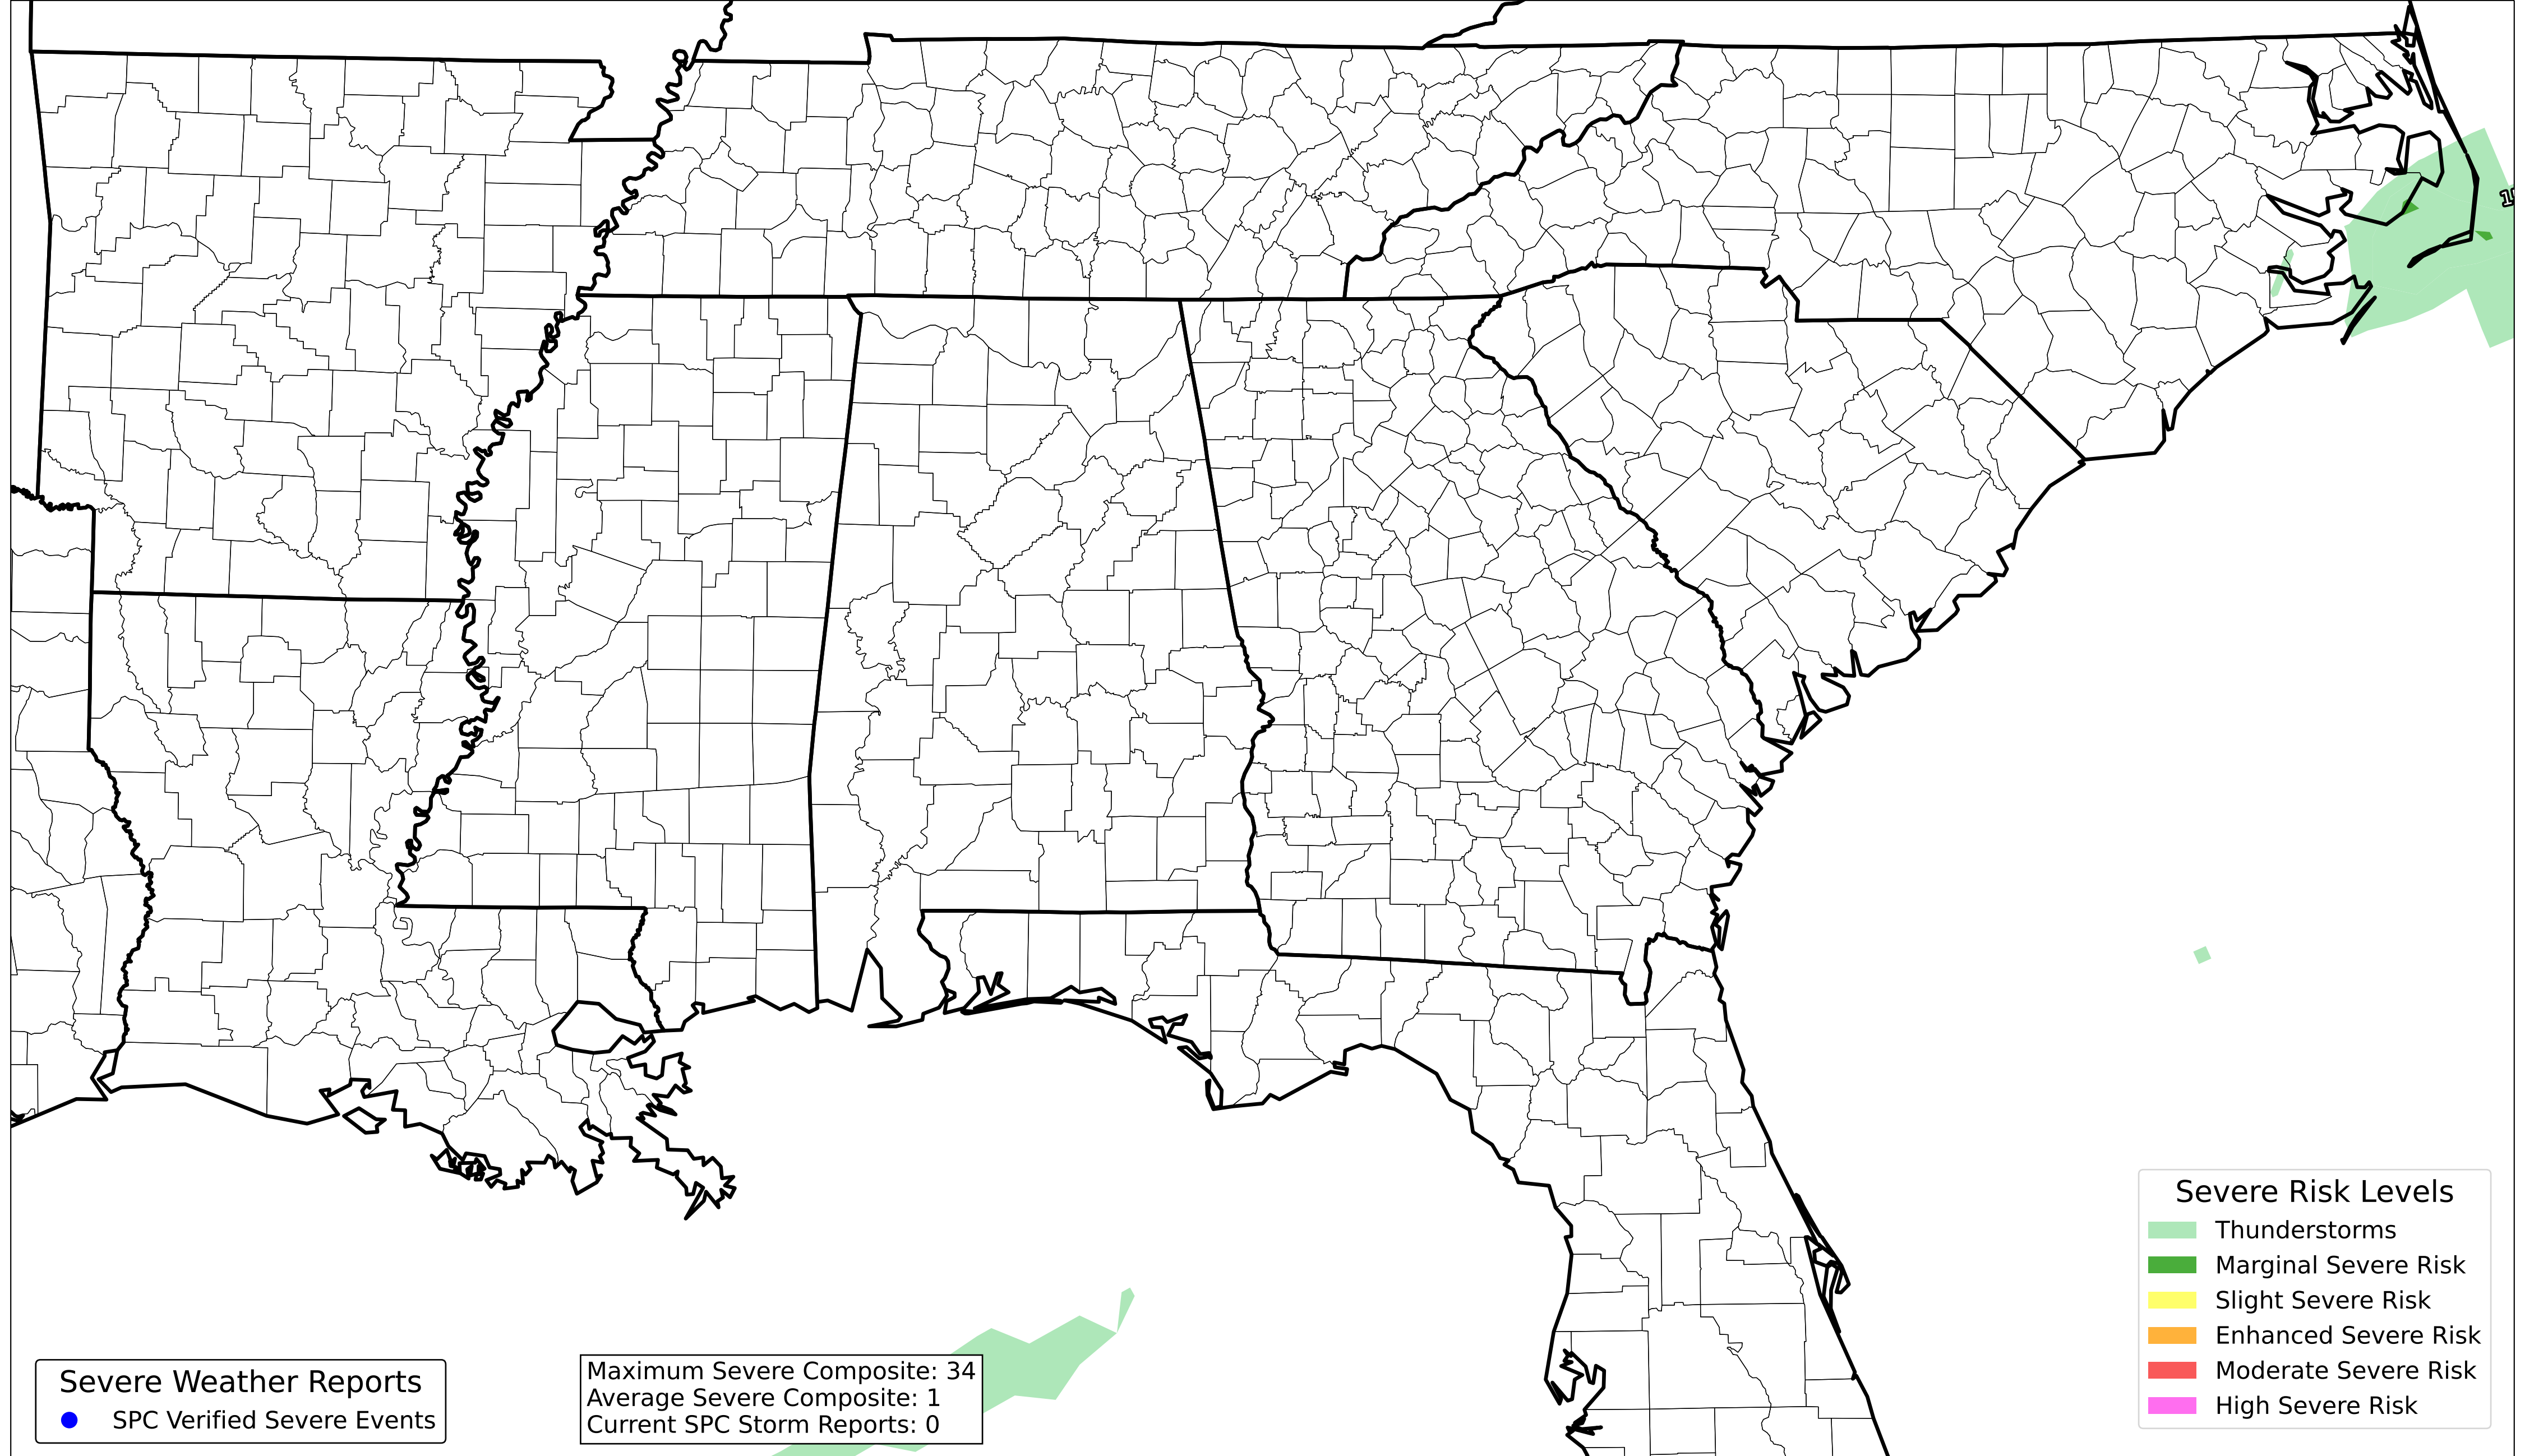 Severe Weather Reports
SPC Verified Severe Events
Maximum Severe Composite: 34
Average Severe Composite: 1
Current SPC Storm Reports: 0
Severe Risk Levels
Thunderstorms
Marginal Severe Risk
Slight Severe Risk
Enhanced Severe Risk
Moderate Severe Risk
High Severe Risk